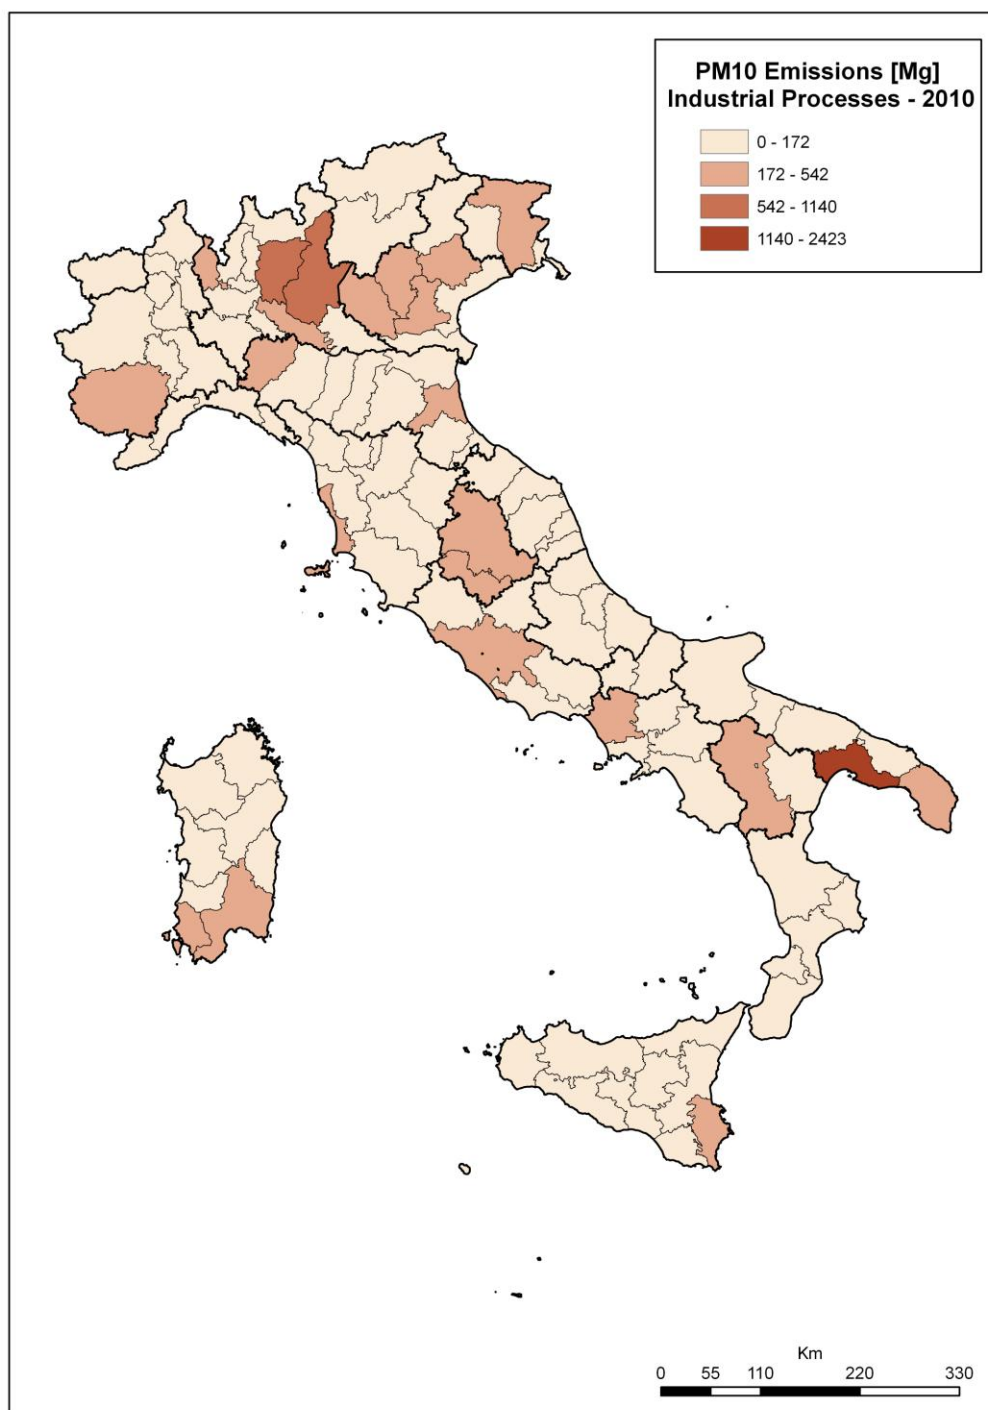 PM10 Emissions [Mg]
Industrial Processes - 2010
0 - 172
172 - 542
542 - 1140
1140 - 2423
Km
0 55 110 220 330